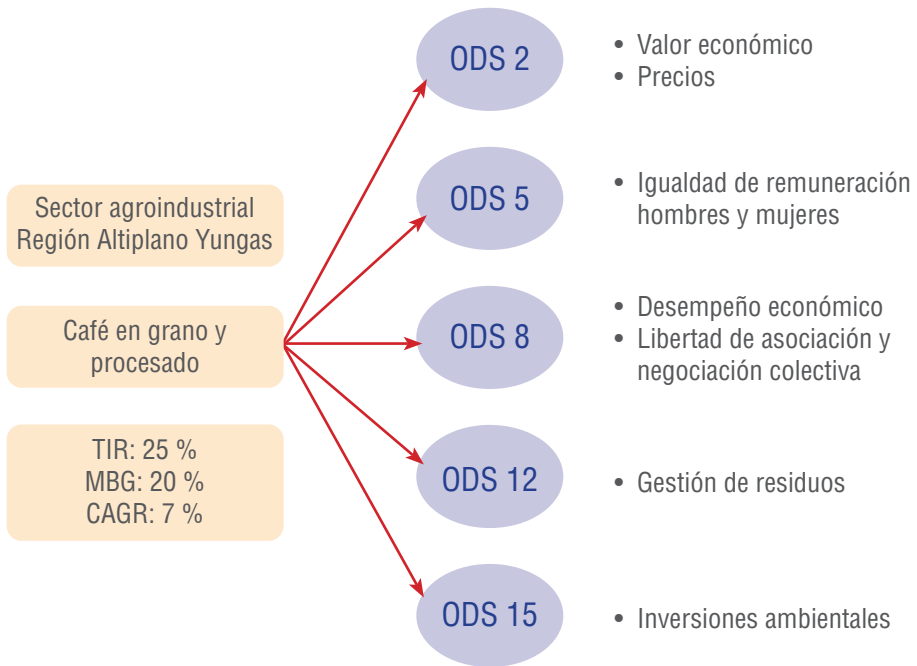 Sector agroindustrial
Región Altiplano Yungas
Café en grano y
procesado
TIR: 25 %
MBG: 20 %
CAGR: 7 %
ODS 2
• Valor económico
• Precios
ODS 5
• Igualdad de remuneración
hombres y mujeres
ODS 8
• Desempeño económico
• Libertad de asociación y
negociación colectiva
ODS 12
• Gestión de residuos
ODS 15
• Inversiones ambientales